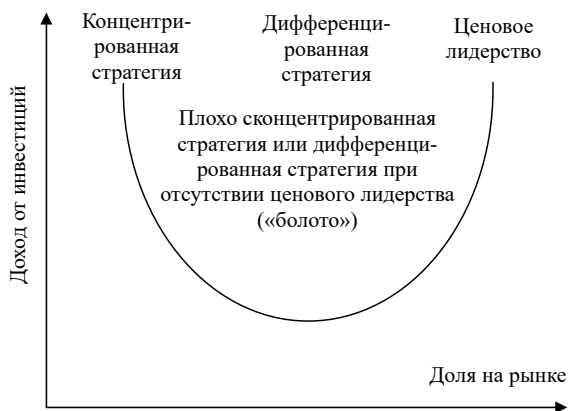 Концентри-
рованная
стратегия
Дифференци-
рованная
стратегия
Ценовое
лидерство
Плохо сконцентрированная
стратегия или дифференци-
рованная стратегия при
отсутствии ценового лидерства
(«болото»)
Доход от инвестиций
Доля на рынке